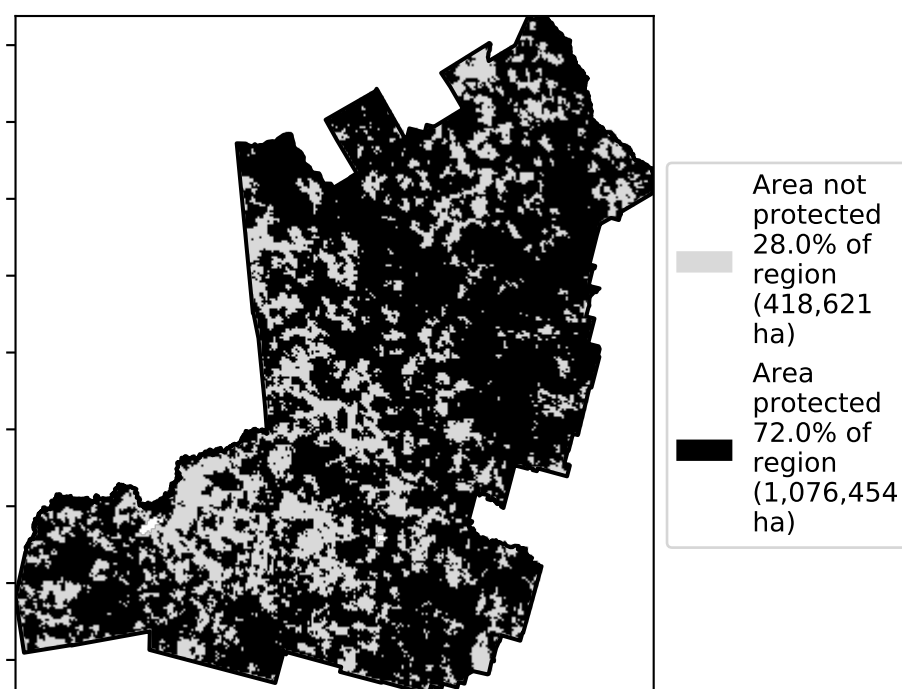 Area not
protected
28.0% of
region
(418,621
ha)
Area
protected
72.0% of
region
(1,076,454
ha)